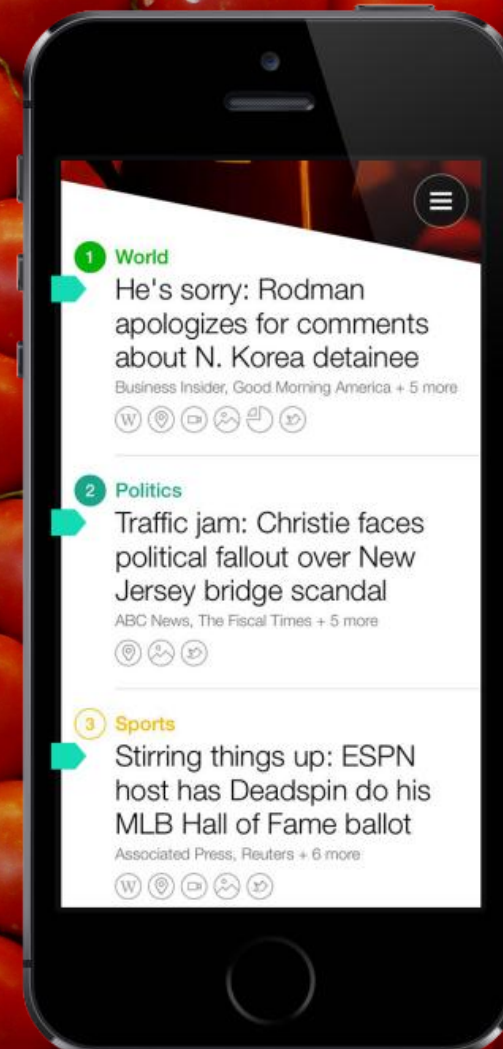 1 World
He's sorry: Rodman
apologizes for comments
about N. Korea detainee
Business Insider, Good Morning America + 5 more
W
2 Politics
Traffic jam: Christie faces
political fallout over New
Jersey bridge scandal
ABC News, The Fiscal Times + 5 more
3 Sports
Stirring things up: ESPN
host has Deadspin do his
MLB Hall of Fame ballot
Associated Press, Reuters + 6 more
W